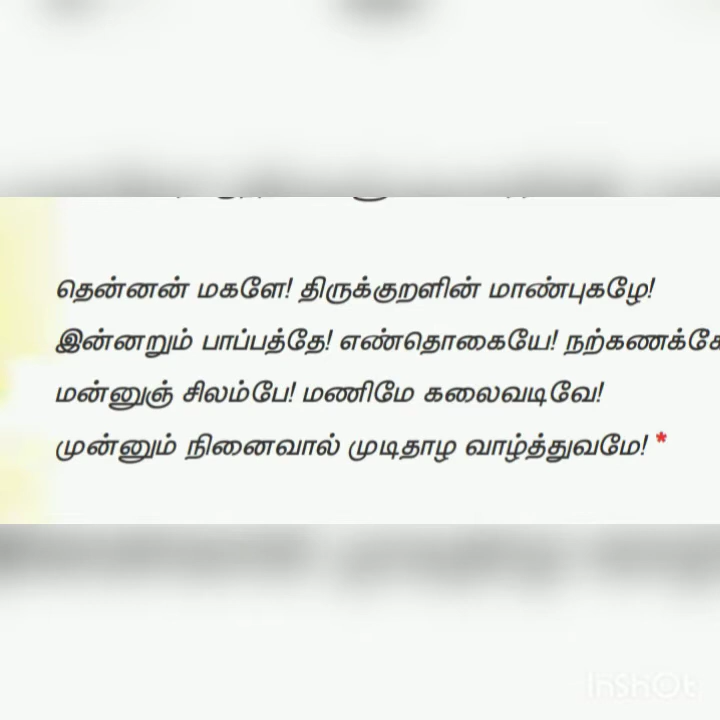 தென்னன் மகளே! திருக்குறளின் மாண்புகழே!
இன்னறும் பாப்பத்தே! எண்தொகையே! நற்கணக்கே
மன்னுஞ் சிலம்பே! மணிமே கலைவடிவே!
முன்னும் நினைவால் முடிதாழ வாழ்த்துவமே! *
InShOt